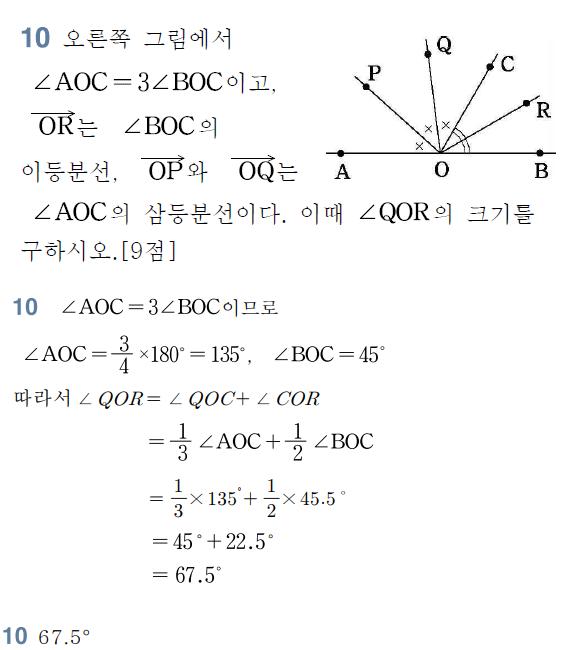 10 오른쪽 그림에서
∠AOC=3∠BOC이고,
OR는 ∠BOC의
이등분선, OP와 OQ는
∠AOC의 삼등분선이다. 이때 ∠QOR의 크기를
구하시오.[9점]
P Q C R
A O B
10 ∠AOC=3∠BOC이므로
∠AOC=3/4×180°=135°, ∠BOC=45°
따라서 ∠QOR=∠QOC+∠COR
=1/3∠AOC+1/2∠BOC
=1/3×135°+1/2×45.5°
=45°+22.5°
=67.5°
10 67.5°